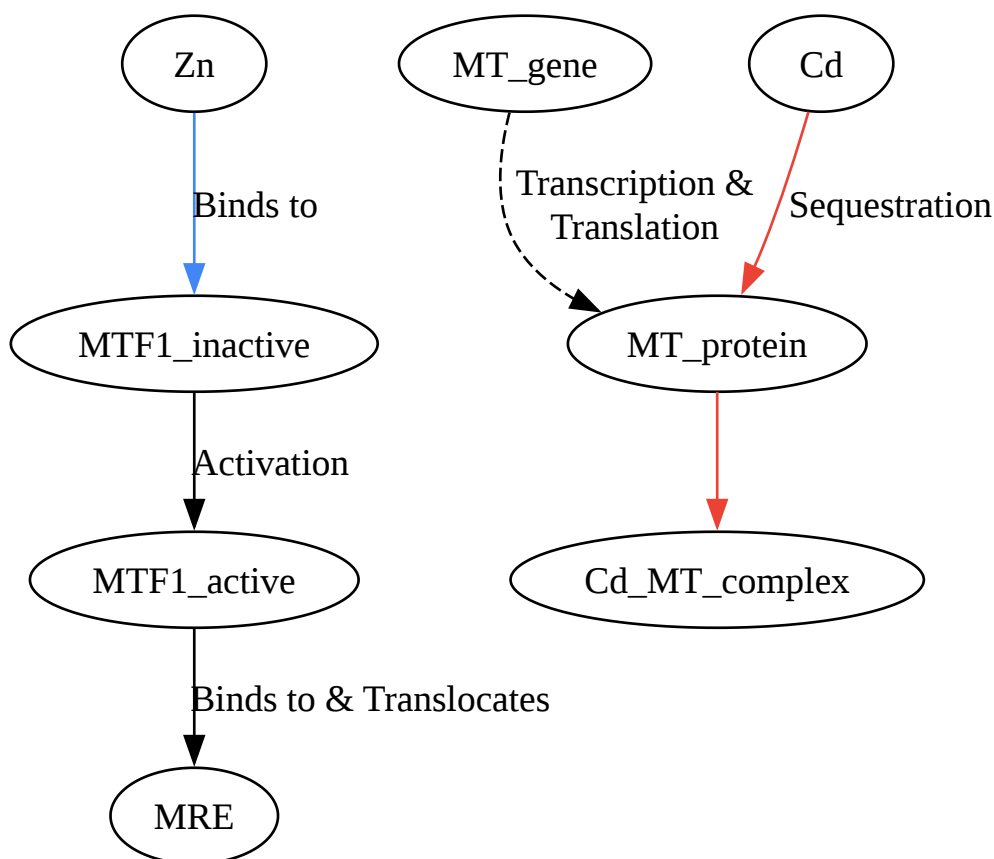 Zn
MT_gene
Cd
Binds to
Transcription &
Translation
Sequestration
MTF1_inactive
MT_protein
Activation
MTF1_active
Cd_MT_complex
Binds to & Translocates
MRE